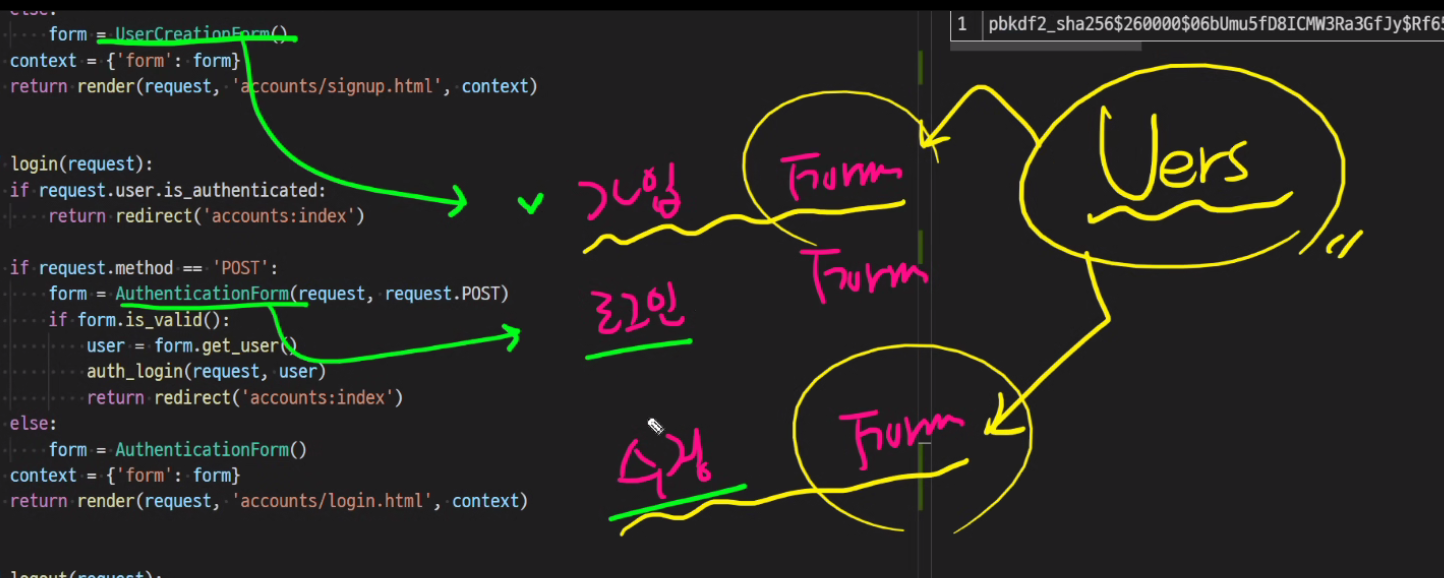 else:
form = UserCreationForm()
context = {'form': form}
return render(request, 'accounts/signup.html', context)
login(request):
if request.user.is_authenticated:
return redirect('accounts:index')
if request.method == 'POST':
form = AuthenticationForm(request, request.POST)
if form.is_valid():
user = form.get_user()
auth_login(request, user)
return redirect('accounts:index')
else:
form = AuthenticationForm()
context = {'form': form}
return render(request, 'accounts/login.html', context)
logout(request):
1 pbkdf2_sha256$260000$06bUmu5fD8ICMW3Ra3GfJy$Rf65
가입 Form
Form
로그인
수정 Form
Uers